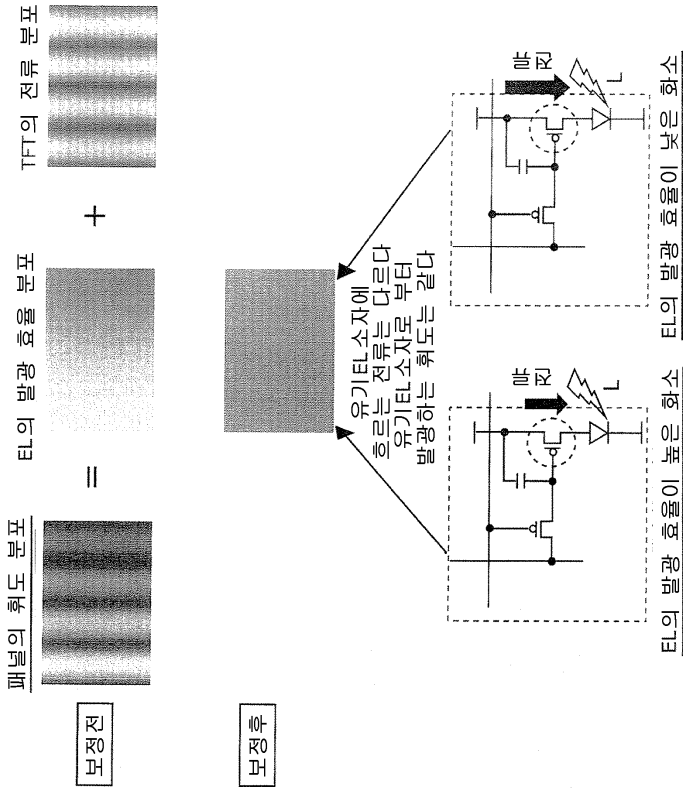 패널의 휘도 분포
=
EL의 발광 효율 분포
+
TFT의 전류 분포
보정전
보정후
유기EL소자에
흐르는 전류는 다르다
유기EL소자로 부터
발광하는 휘도는 같다
전류
L
EL의 발광 효율이 높은 화소
전류
L
EL의 발광 효율이 낮은 화소